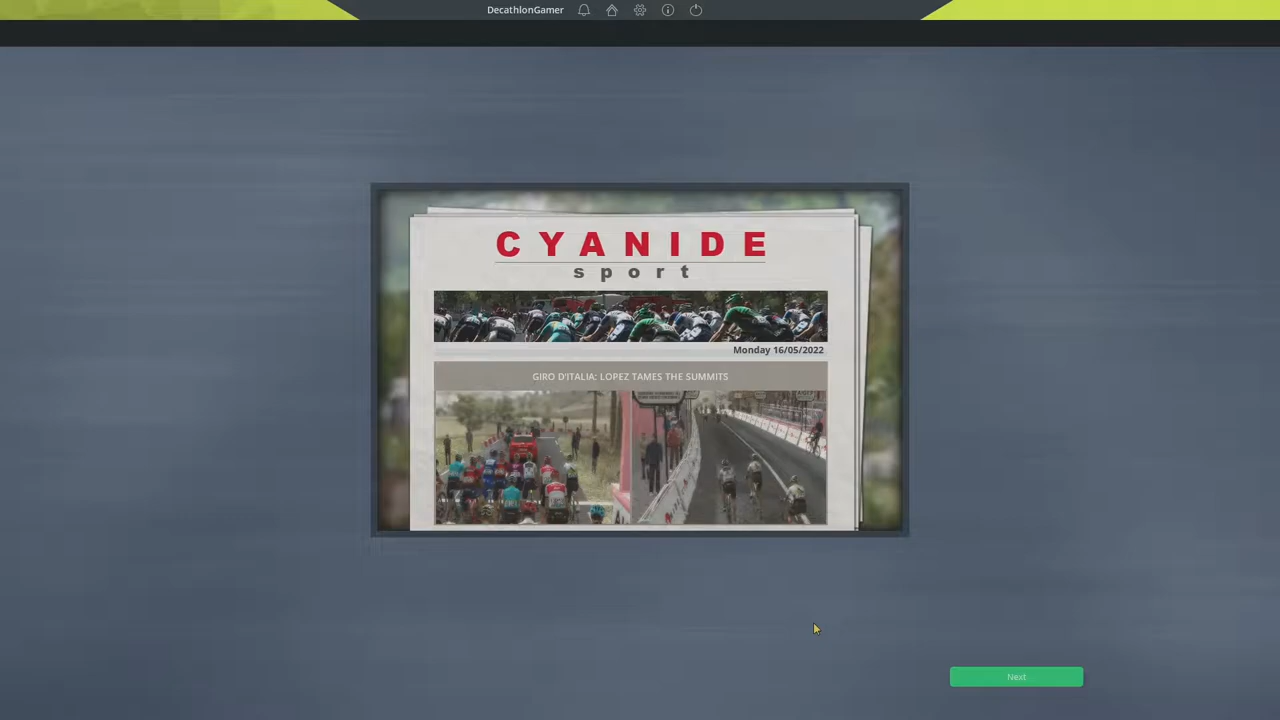 DecathlonGamer
CYANIDE
sport
Monday 16/05/2022
GIRO D'ITALIA: LOPEZ TAMES THE SUMMITS
Next